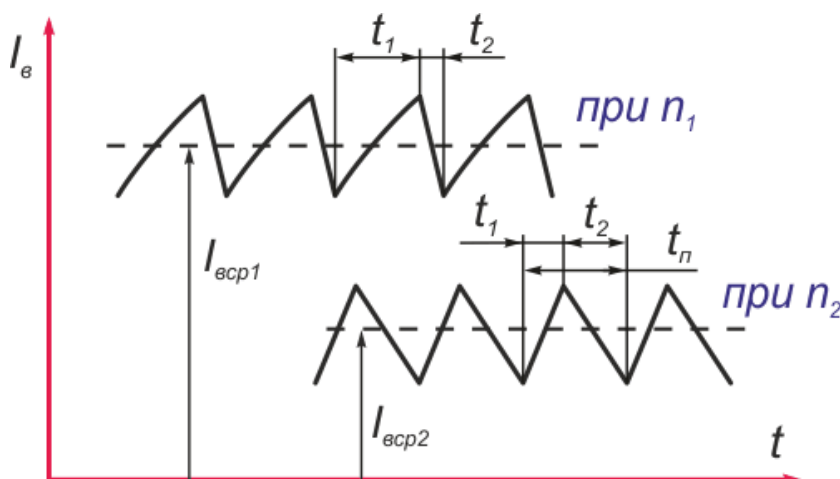 Iв
t1 t2
при n1
Iвср1
t1 t2
tп
при n2
Iвср2
t